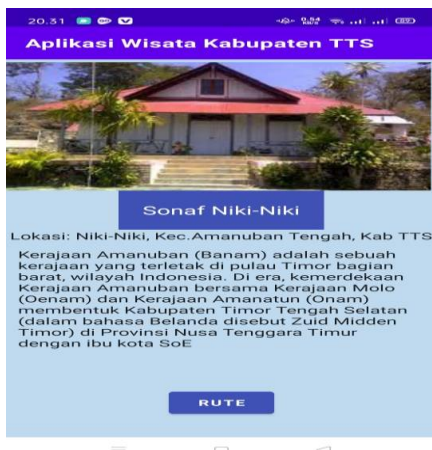 20.31
Aplikasi Wisata Kabupaten TTS
Sonaf Niki-Niki
Lokasi: Niki-Niki, Kec.Amanuban Tengah, Kab TTS
Kerajaan Amanuban (Banam) adalah sebuah
kerajaan yang terletak di pulau Timor bagian
barat, wilayah Indonesia. Di era, kemerdekaan
Kerajaan Amanuban bersama Kerajaan Molo
(Oenam) dan Kerajaan Amanatun (Onam)
membentuk Kabupaten Timor Tengah Selatan
(dalam bahasa Belanda disebut Zuid Midden
Timor) di Provinsi Nusa Tenggara Timur
dengan ibu kota SoE
RUTE